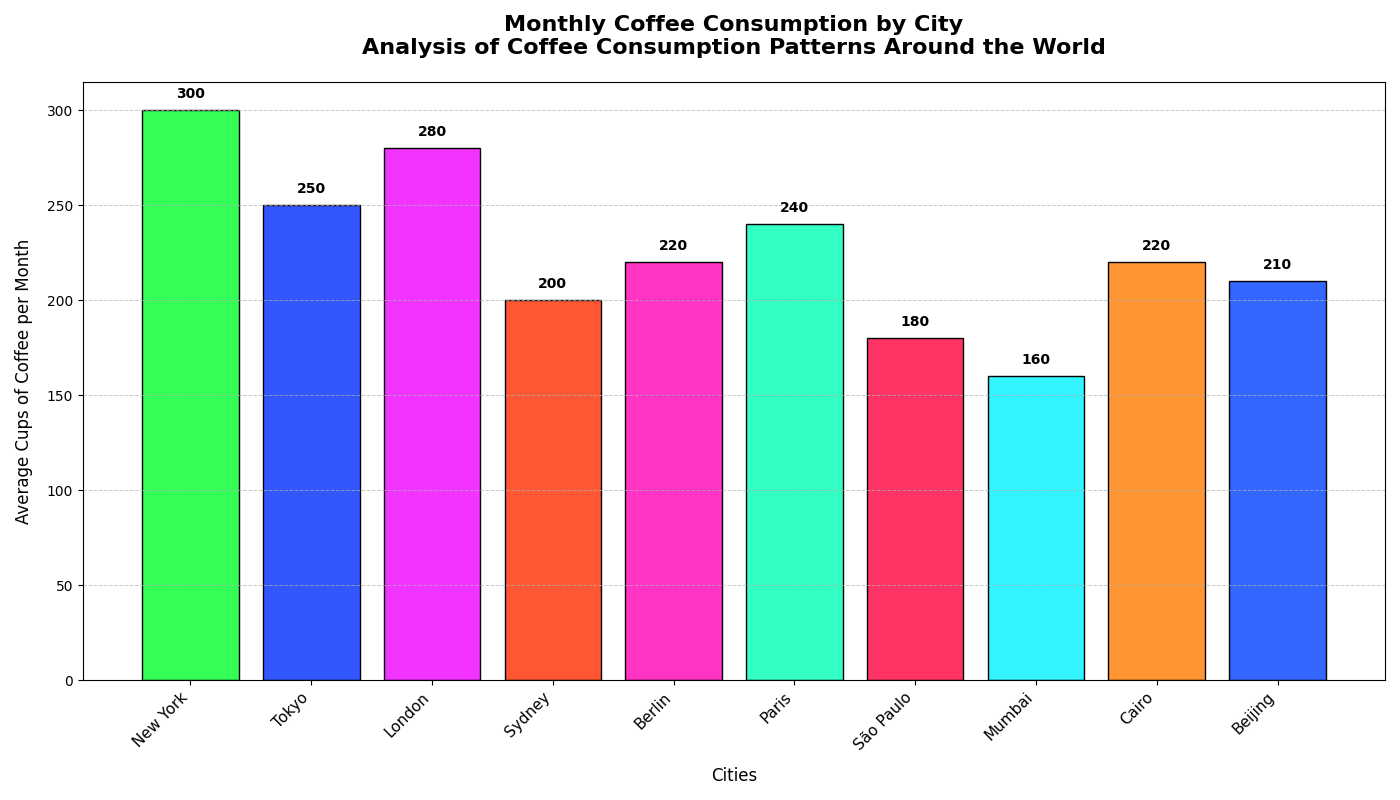 Monthly Coffee Consumption by City
Analysis of Coffee Consumption Patterns Around the World
Average Cups of Coffee per Month
300
250
200
150
100
50
0
300
250
280
200
220
240
180
160
220
210
New York
Tokyo
London
Sydney
Berlin
Paris
São Paulo
Mumbai
Cairo
Beijing
Cities